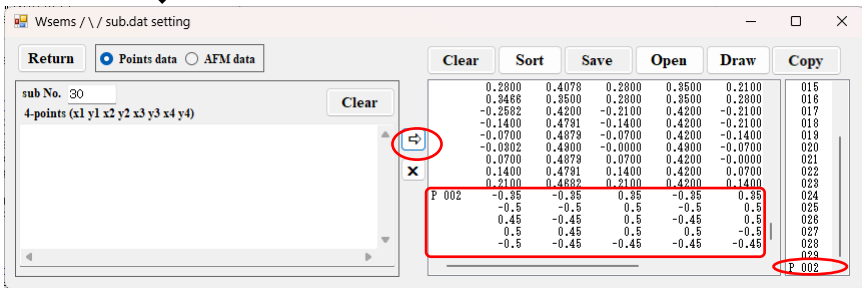 Wsems / \ / sub.dat setting
Return Points data AFM data
Clear Sort Save Open Draw Copy
sub No. 30
4-points (x1 y1 x2 y2 x3 y3 x4 y4)
Clear
0.2800 0.4078 0.2800 0.3500 0.2100
0.3466 0.3500 0.2800 0.3500 0.2800
-0.2582 0.4200 -0.2100 0.4200 -0.2100
-0.1400 0.4791 -0.1400 0.4200 -0.2100
-0.0700 0.4879 -0.0700 0.4200 -0.1400
-0.0302 0.4900 -0.0000 0.4900 -0.0700
0.0700 0.4879 0.0700 0.4200 -0.0000
0.1400 0.4791 0.1400 0.4200 0.0700
0.2100 0.4682 0.2100 0.4200 0.1400
P 002 -0.35 -0.35 0.35 -0.35 0.35
-0.5 -0.5 0.5 -0.5 0.5
0.45 -0.5 0.5 -0.45 0.5
0.5 0.45 0.5 0.5 -0.5
-0.5 -0.45 -0.45 -0.45 -0.45
015
016
017
018
019
020
021
022
023
024
025
026
027
028
029
P 002